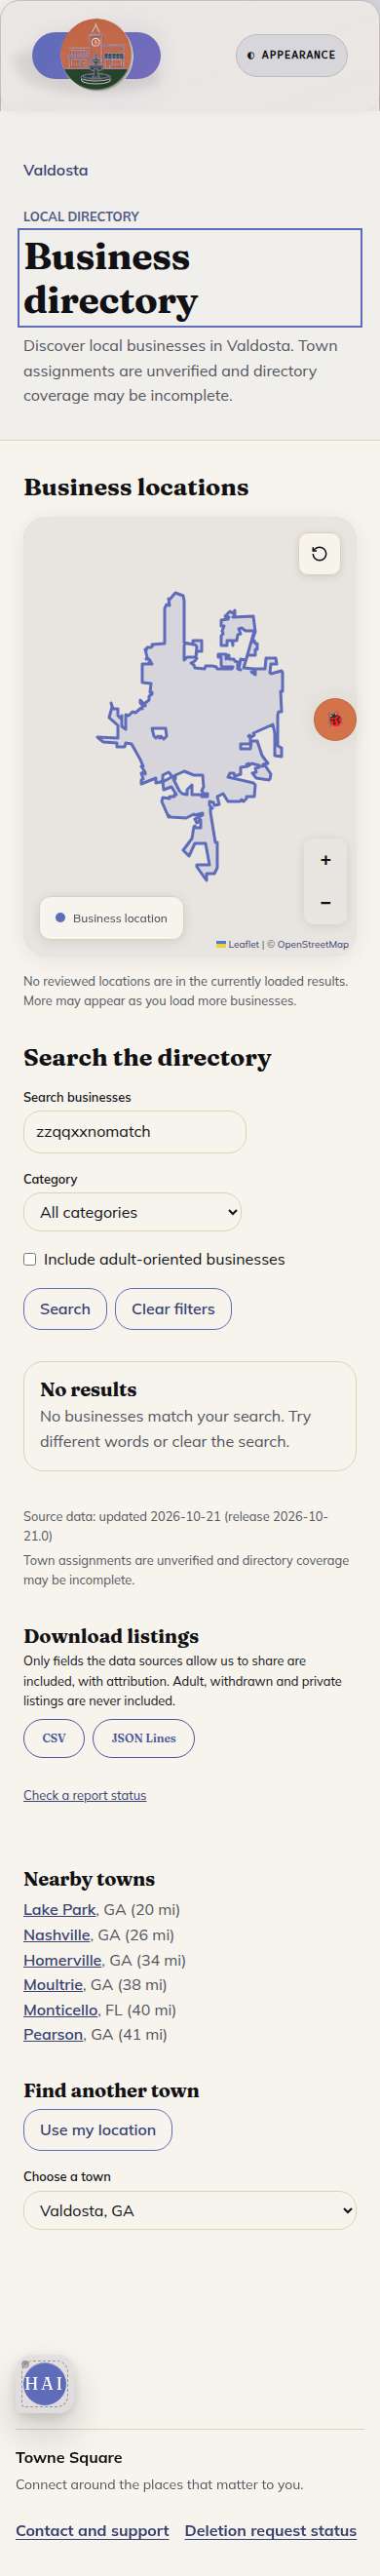 APPEARANCE
Valdosta
LOCAL DIRECTORY
Business
directory
Discover local businesses in Valdosta. Town
assignments are unverified and directory
coverage may be incomplete.
Business locations
+
−
Business location
Leaflet | © OpenStreetMap
No reviewed locations are in the currently loaded results.
More may appear as you load more businesses.
Search the directory
Search businesses
zzqqxxnomatch
Category
All categories
Include adult-oriented businesses
Search Clear filters
No results
No businesses match your search. Try
different words or clear the search.
Source data: updated 2026-10-21 (release 2026-10-
21.0)
Town assignments are unverified and directory coverage
may be incomplete.
Download listings
Only fields the data sources allow us to share are
included, with attribution. Adult, withdrawn and private
listings are never included.
CSV JSON Lines
Check a report status
Nearby towns
Lake Park, GA (20 mi)
Nashville, GA (26 mi)
Homerville, GA (34 mi)
Moultrie, GA (38 mi)
Monticello, FL (40 mi)
Pearson, GA (41 mi)
Find another town
Use my location
Choose a town
Valdosta, GA
HAI
Towne Square
Connect around the places that matter to you.
Contact and support Deletion request status